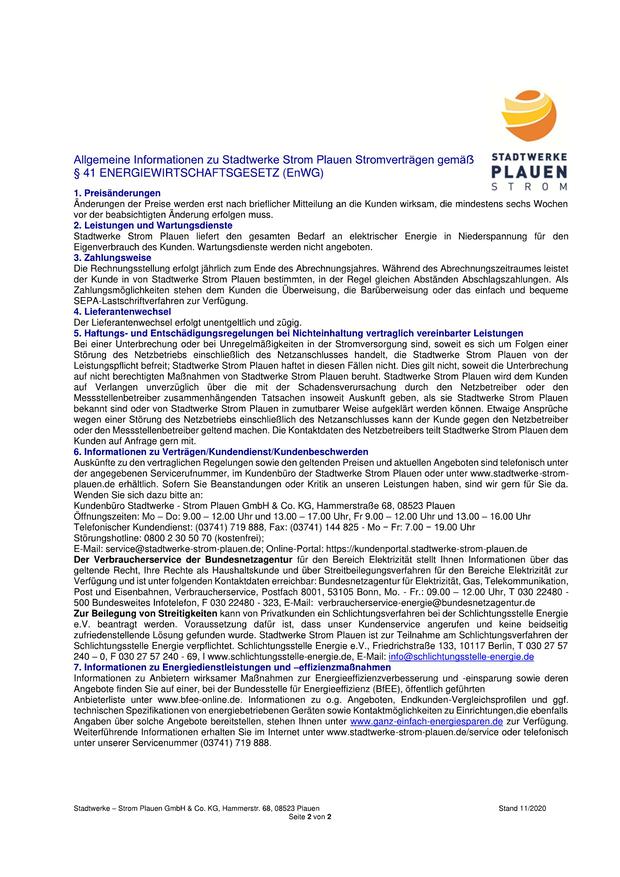 STADTWERKE
PLAUEN
STROM
Allgemeine Informationen zu Stadtwerke Strom Plauen Stromverträgen gemäß
§ 41 ENERGIEWIRTSCHAFTSGESETZ (EnWG)
1. Preisänderungen
Änderungen der Preise werden erst nach brieflicher Mitteilung an die Kunden wirksam, die mindestens sechs Wochen
vor der beabsichtigten Änderung erfolgen muss.
2. Leistungen und Wartungsdienste
Stadtwerke Strom Plauen liefert den gesamten Bedarf an elektrischer Energie in Niederspannung für den
Eigenverbrauch des Kunden. Wartungsdienste werden nicht angeboten.
3. Zahlungsweise
Die Rechnungsstellung erfolgt jährlich zum Ende des Abrechnungsjahres. Während des Abrechnungszeitraumes leistet
der Kunde in von Stadtwerke Strom Plauen bestimmten, in der Regel gleichen Abständen Abschlagszahlungen. Als
Zahlungsmöglichkeiten stehen dem Kunden die Überweisung, die Barüberweisung oder das einfach und bequeme
SEPA-Lastschriftverfahren zur Verfügung.
4. Lieferantenwechsel
Der Lieferantenwechsel erfolgt unentgeltlich und zügig.
5. Haftungs- und Entschädigungsregelungen bei Nichteinhaltung vertraglich vereinbarter Leistungen
Bei einer Unterbrechung oder bei Unregelmäßigkeiten in der Stromversorgung sind, soweit es sich um Folgen einer
Störung des Netzbetriebs einschließlich des Netzanschlusses handelt, die Stadtwerke Strom Plauen von der
Leistungspflicht befreit; Stadtwerke Strom Plauen haftet in diesen Fällen nicht. Dies gilt nicht, soweit die Unterbrechung
auf nicht berechtigten Maßnahmen von Stadtwerke Strom Plauen beruht. Stadtwerke Strom Plauen wird dem Kunden
auf Verlangen unverzüglich über die mit der Schadensverursachung durch den Netzbetreiber oder den
Messstellenbetreiber zusammenhängenden Tatsachen insoweit Auskunft geben, als sie Stadtwerke Strom Plauen
bekannt sind oder von Stadtwerke Strom Plauen in zumutbarer Weise aufgeklärt werden können. Etwaige Ansprüche
wegen einer Störung des Netzbetriebs einschließlich des Netzanschlusses kann der Kunde gegen den Netzbetreiber
oder den Messstellenbetreiber geltend machen. Die Kontaktdaten des Netzbetreibers teilt Stadtwerke Strom Plauen dem
Kunden auf Anfrage gern mit.
6. Informationen zu Verträgen/Kundendienst/Kundenbeschwerden
Auskünfte zu den vertraglichen Regelungen sowie den geltenden Preisen und aktuellen Angeboten sind telefonisch unter
der angegebenen Servicerufnummer, im Kundenbüro der Stadtwerke Strom Plauen oder unter www.stadtwerke-strom-
plauen.de erhältlich. Sofern Sie Beanstandungen oder Kritik an unseren Leistungen haben, sind wir gern für Sie da.
Wenden Sie sich dazu bitte an:
Kundenbüro Stadtwerke - Strom Plauen GmbH & Co. KG, Hammerstraße 68, 08523 Plauen
Öffnungszeiten: Mo – Do: 9.00 – 12.00 Uhr und 13.00 – 17.00 Uhr, Fr 9.00 – 12.00 Uhr und 13.00 – 16.00 Uhr
Telefonischer Kundendienst: (03741) 719 888, Fax: (03741) 144 825 - Mo – Fr: 7.00 – 19.00 Uhr
Störungshotline: 0800 2 30 50 70 (kostenfrei);
E-Mail: service@stadtwerke-strom-plauen.de; Online-Portal: https://kundenportal.stadtwerke-strom-plauen.de
Der Verbraucherservice der Bundesnetzagentur für den Bereich Elektrizität stellt Ihnen Informationen über das
geltende Recht, Ihre Rechte als Haushaltskunde und über Streitbeilegungsverfahren für die Bereiche Elektrizität zur
Verfügung und ist unter folgenden Kontaktdaten erreichbar: Bundesnetzagentur für Elektrizität, Gas, Telekommunikation,
Post und Eisenbahnen, Verbraucherservice, Postfach 8001, 53105 Bonn, Mo. - Fr.: 09.00 – 12.00 Uhr, T 030 22480 -
500 Bundesweites Infotelefon, F 030 22480 - 323, E-Mail: verbraucherservice-energie@bundesnetzagentur.de
Zur Beilegung von Streitigkeiten kann von Privatkunden ein Schlichtungsverfahren bei der Schlichtungsstelle Energie
e.V. beantragt werden. Voraussetzung dafür ist, dass unser Kundenservice angerufen und keine beidseitig
zufriedenstellende Lösung gefunden wurde. Stadtwerke Strom Plauen ist zur Teilnahme am Schlichtungsverfahren der
Schlichtungsstelle Energie verpflichtet. Schlichtungsstelle Energie e.V., Friedrichstraße 133, 10117 Berlin, T 030 27 57
240 – 0, F 030 27 57 240 - 69, I www.schlichtungsstelle-energie.de, E-Mail: info@schlichtungsstelle-energie.de
7. Informationen zu Energiedienstleistungen und –effizienzmaßnahmen
Informationen zu Anbietern wirksamer Maßnahmen zur Energieeffizienzverbesserung und -einsparung sowie deren
Angebote finden Sie auf einer, bei der Bundesstelle für Energieeffizienz (BfEE), öffentlich geführten
Anbieterliste unter www.bfee-online.de. Informationen zu o.g. Angeboten, Endkunden-Vergleichsprofilen und ggf.
technischen Spezifikationen von energiebetriebenen Geräten sowie Kontaktmöglichkeiten zu Einrichtungen,die ebenfalls
Angaben über solche Angebote bereitstellen, stehen Ihnen unter www.ganz-einfach-energiesparen.de zur Verfügung.
Weiterführende Informationen erhalten Sie im Internet unter www.stadtwerke-strom-plauen.de/service oder telefonisch
unter unserer Servicenummer (03741) 719 888.
Stadtwerke – Strom Plauen GmbH & Co. KG, Hammerstr. 68, 08523 Plauen Stand 11/2020
Seite 2 von 2